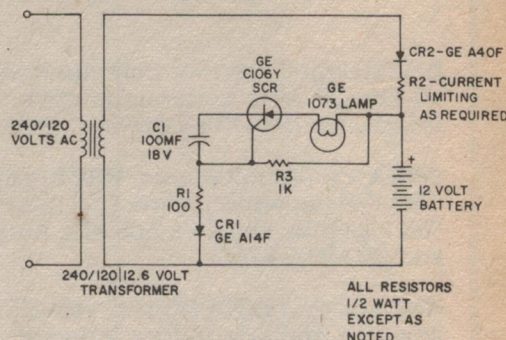 CR2-GE A40F
R2-CURRENT
LIMITING
AS REQUIRED
GE
C106Y
SCR
GE
1073 LAMP
C1
100MF
18V
240/120
VOLTS AC
R3
1K
R1
100
+
12 VOLT
BATTERY
CR1
GE A14F
240/120|12.6 VOLT
TRANSFORMER
ALL RESISTORS
1/2 WATT
EXCEPT AS
NOTED